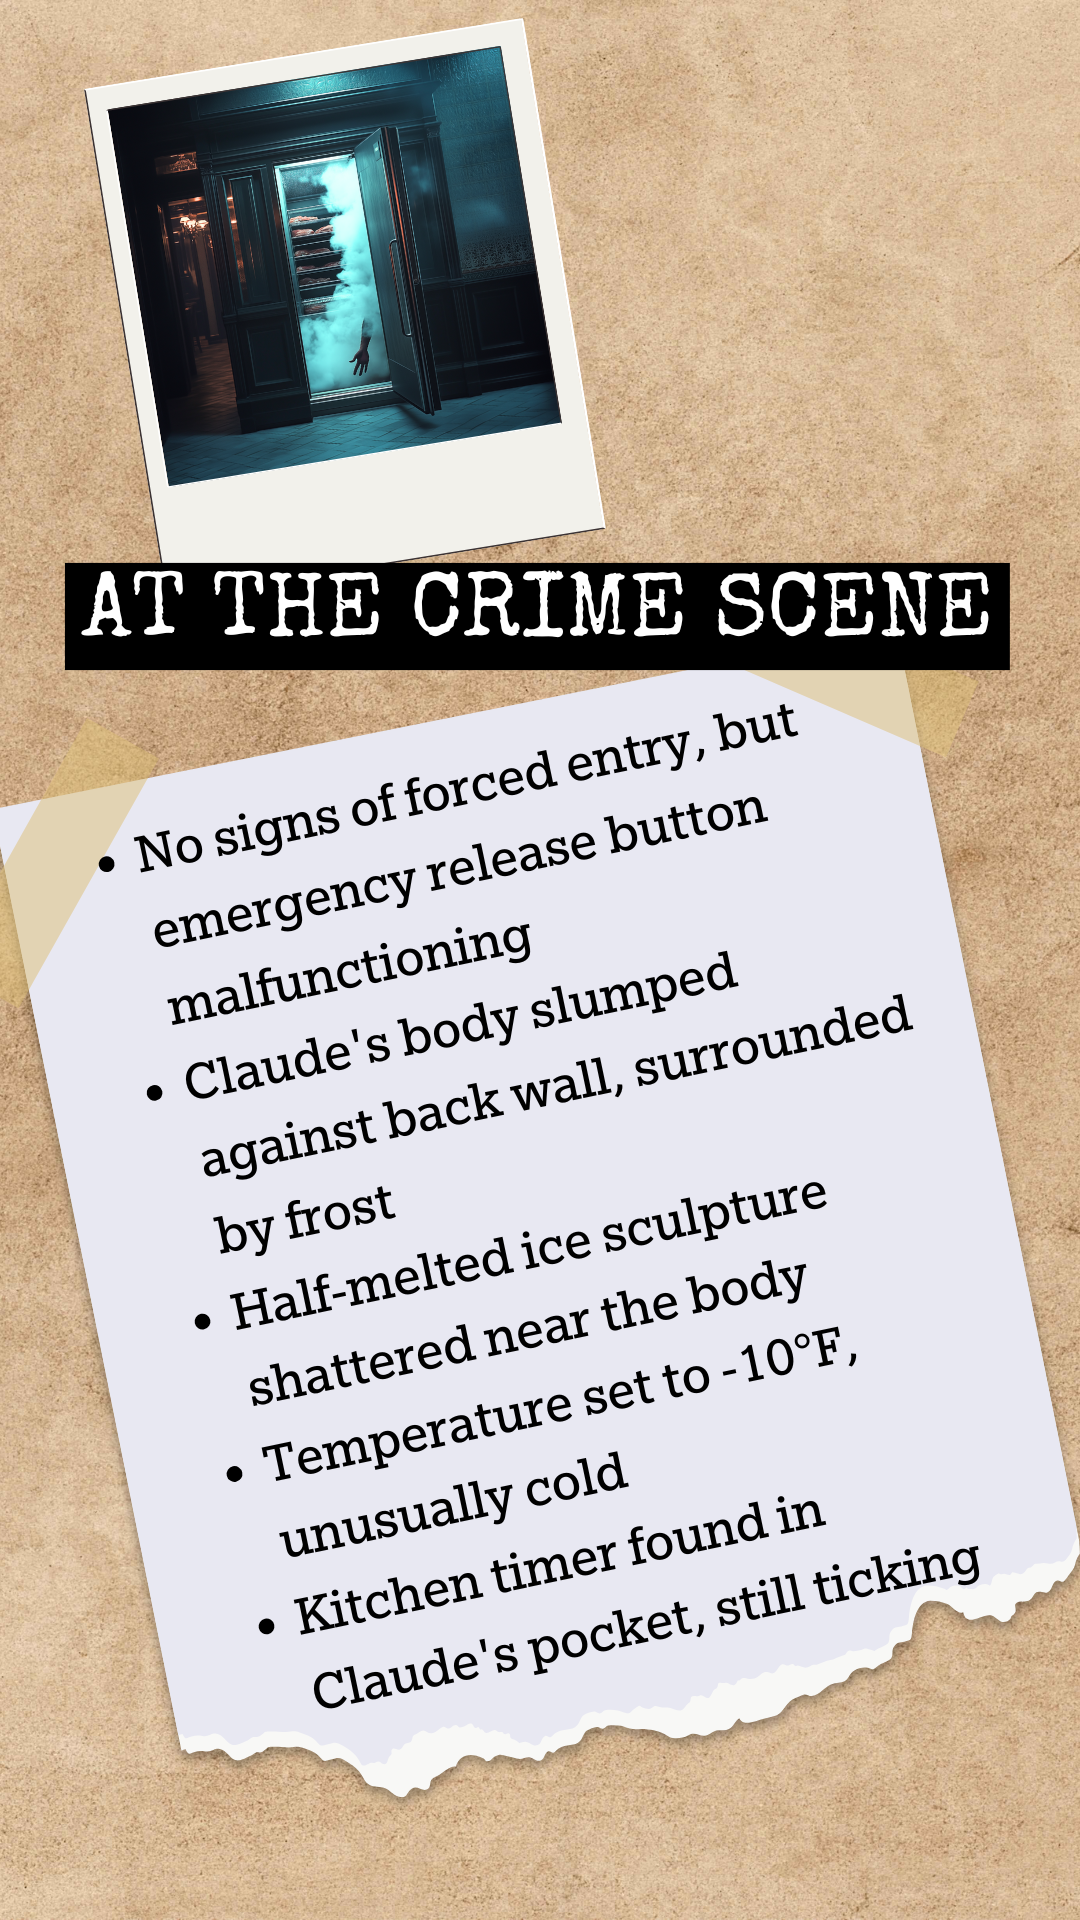 AT THE CRIME SCENE
• No signs of forced entry, but
emergency release button
malfunctioning
• Claude's body slumped
against back wall, surrounded
by frost
• Half-melted ice sculpture
shattered near the body
• Temperature set to -10°F,
unusually cold
• Kitchen timer found in
Claude's pocket, still ticking